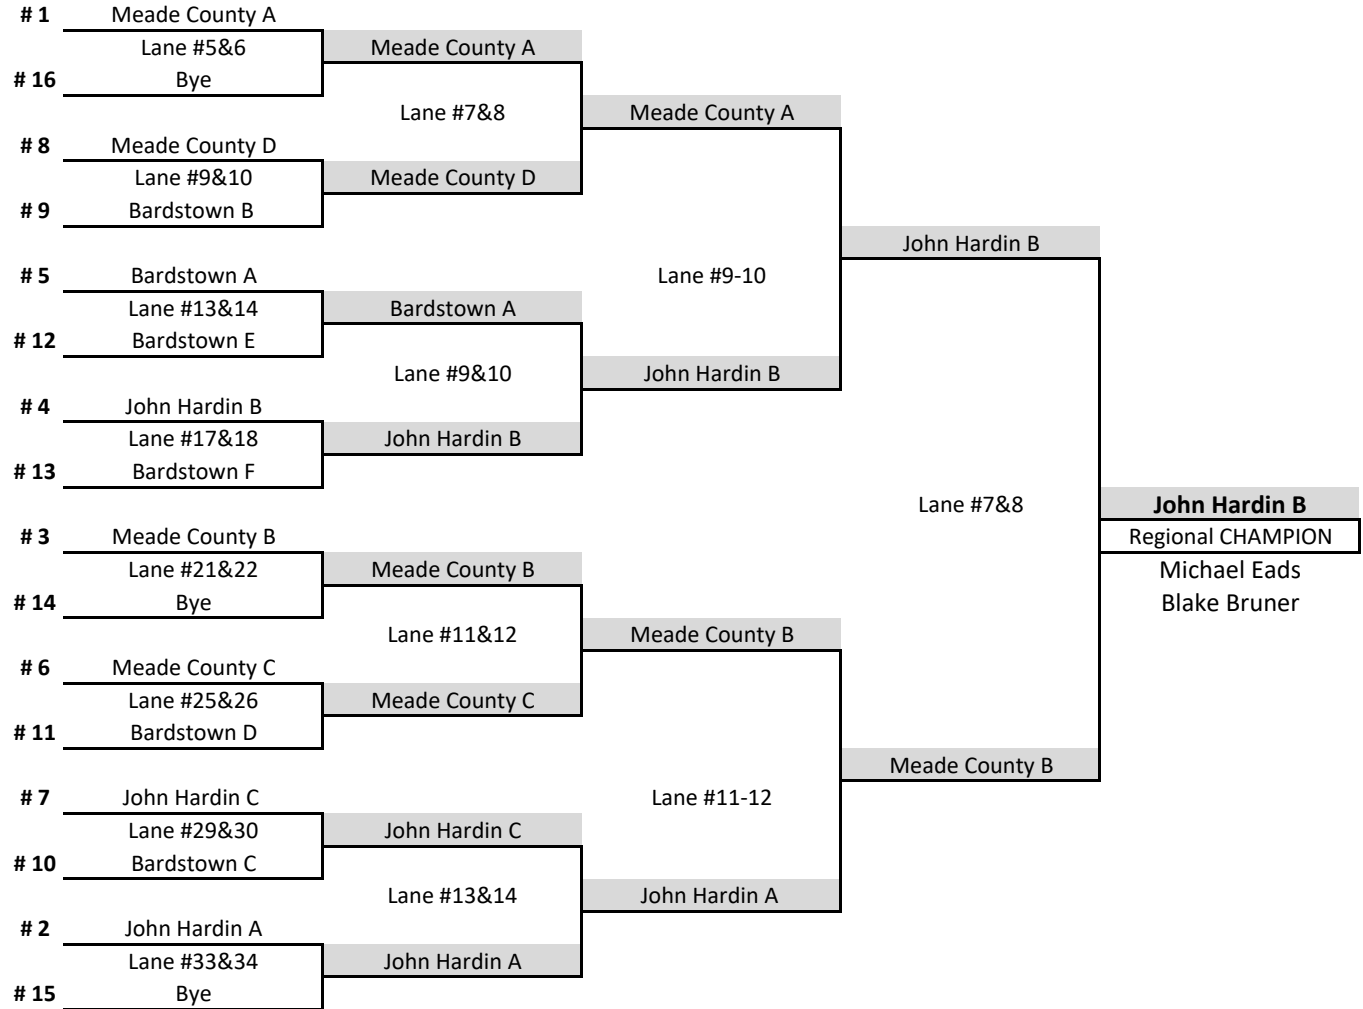 # 1 Meade County A
Lane #5&6 Meade County A
# 16 Bye
Lane #7&8 Meade County A
# 8 Meade County D
Lane #9&10 Meade County D
# 9 Bardstown B
John Hardin B
# 5 Bardstown A Lane #9-10
Lane #13&14 Bardstown A
# 12 Bardstown E
Lane #9&10 John Hardin B
# 4 John Hardin B
Lane #17&18 John Hardin B
# 13 Bardstown F
Lane #7&8 John Hardin B
# 3 Meade County B Regional CHAMPION
Lane #21&22 Meade County B Michael Eads
# 14 Bye Blake Bruner
Lane #11&12 Meade County B
# 6 Meade County C
Lane #25&26 Meade County C
# 11 Bardstown D
Meade County B
# 7 John Hardin C Lane #11-12
Lane #29&30 John Hardin C
# 10 Bardstown C
Lane #13&14 John Hardin A
# 2 John Hardin A
Lane #33&34 John Hardin A
# 15 Bye